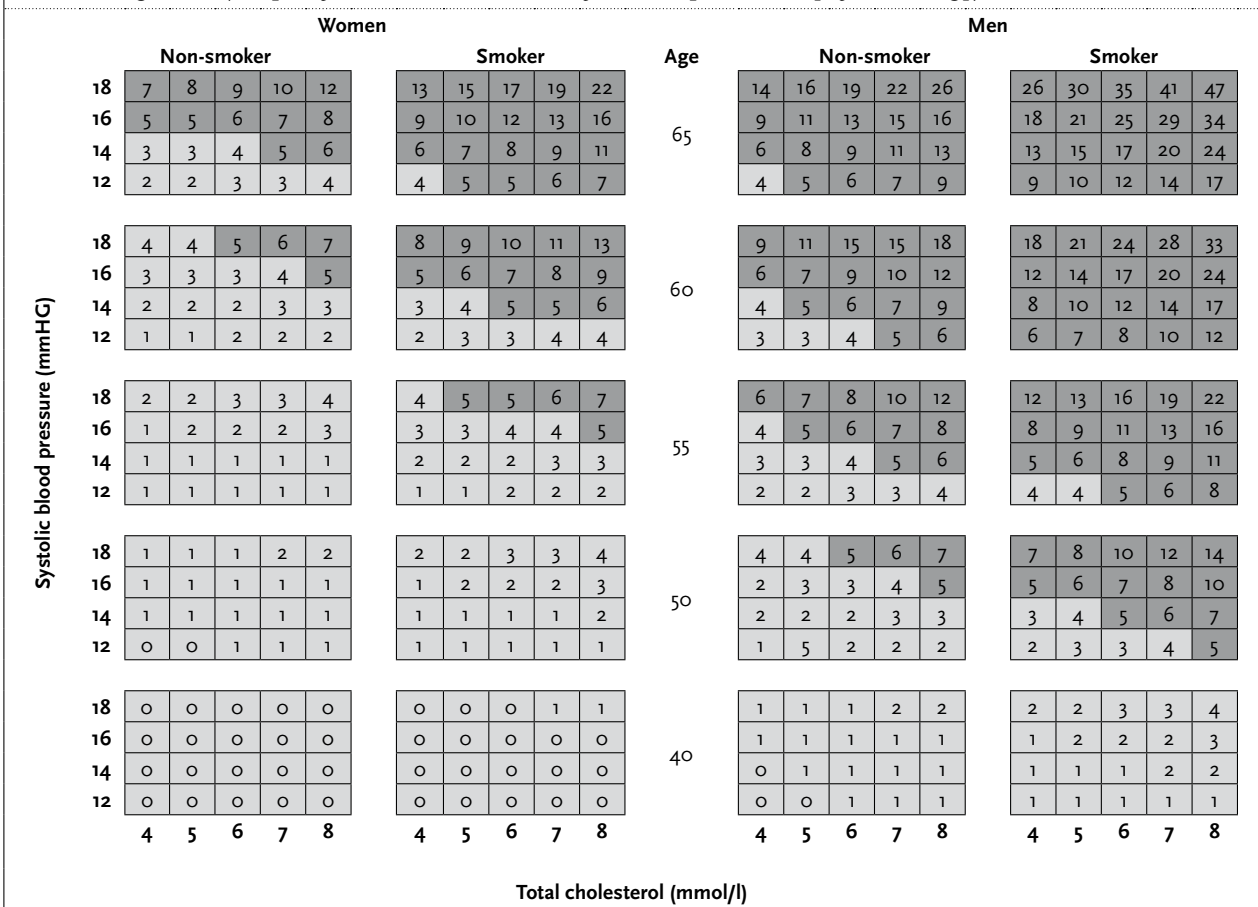 Women Men
Non-smoker Smoker Age Non-smoker Smoker
18 7 8 9 10 12 13 15 17 19 22 14 16 19 22 26 26 30 35 41 47
16 5 5 6 7 8 9 10 12 13 16 9 11 13 15 16 18 21 25 29 34
65
14 3 3 4 5 6 6 7 8 9 11 6 8 9 11 13 13 15 17 20 24
12 2 2 3 3 4 4 5 5 6 7 4 5 6 7 9 9 10 12 14 17
18 4 4 5 6 7 8 9 10 11 13 9 11 15 15 18 18 21 24 28 33
16 3 3 3 4 5 5 6 7 8 9 6 7 9 10 12 12 14 17 20 24
60
14 2 2 2 3 3 3 4 5 5 6 4 5 6 7 9 8 10 12 14 17
12 1 1 2 2 2 2 3 3 4 4 3 3 4 5 6 6 7 8 10 12
18 2 2 3 3 4 4 5 5 6 7 6 7 8 10 12 12 13 16 19 22
16 1 2 2 2 3 3 3 4 4 5 4 5 6 7 8 8 9 11 13 16
55
14 1 1 1 1 1 2 2 2 3 3 3 3 4 5 6 5 6 8 9 11
12 1 1 1 1 1 1 1 2 2 2 2 2 3 3 4 4 4 5 6 8
18 1 1 1 2 2 2 2 3 3 4 4 4 5 6 7 7 8 10 12 14
16 1 1 1 1 1 1 2 2 2 3 2 3 3 4 5 5 6 7 8 10
50
14 1 1 1 1 1 1 1 1 1 2 2 2 2 3 3 3 4 5 6 7
12 0 0 1 1 1 1 1 1 1 1 1 5 2 2 2 2 3 3 4 5
18 0 0 0 0 0 0 0 0 1 1 1 1 1 2 2 2 2 3 3 4
16 0 0 0 0 0 0 0 0 0 0 1 1 1 1 1 1 2 2 2 3
40
14 0 0 0 0 0 0 0 0 0 0 0 1 1 1 1 1 1 1 2 2
12 0 0 0 0 0 0 0 0 0 0 0 0 1 1 1 1 1 1 1 1
4 5 6 7 8 4 5 6 7 8 4 5 6 7 8 4 5 6 7 8
Systolic blood pressure (mmHG)
Total cholesterol (mmol/l)